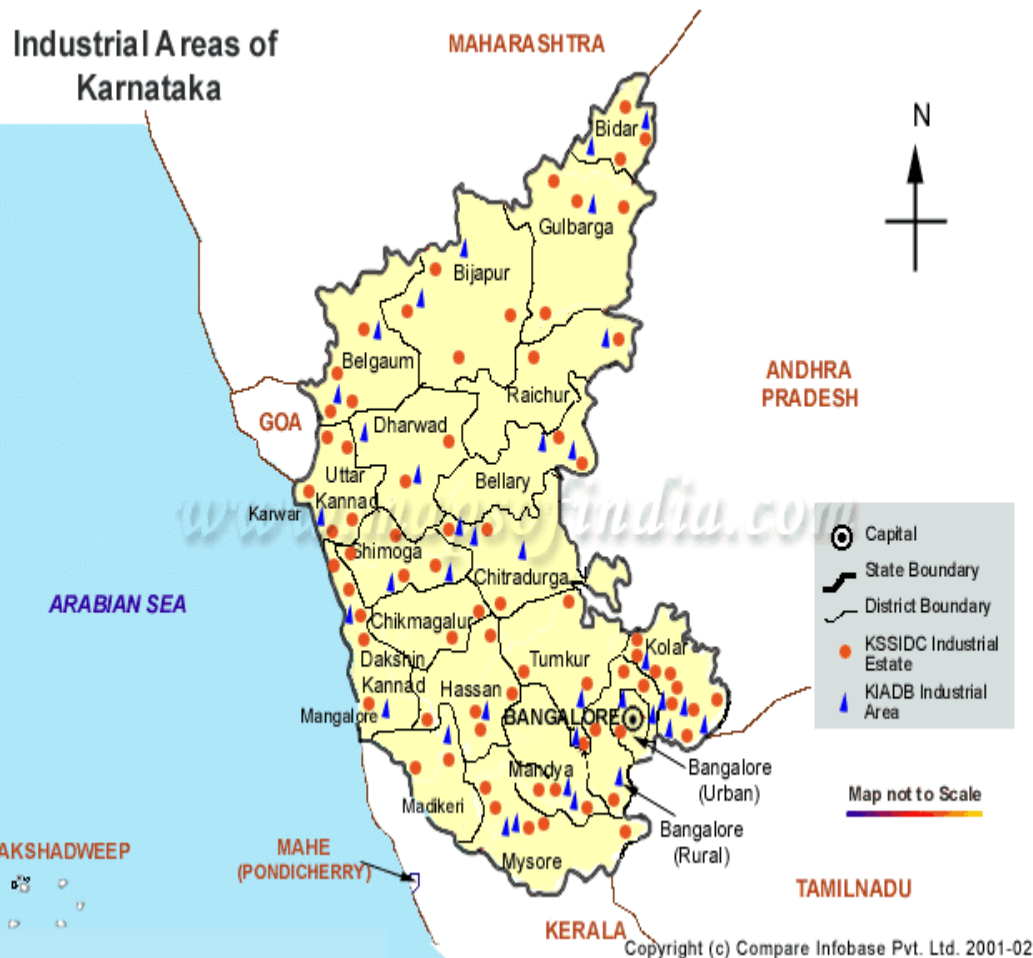 Industrial Areas of
Karnataka
MAHARASHTRA
N
Bidar
Gulbarga
Bijapur
Belgaum
ANDHRA
PRADESH
Raichur
GOA
Dharwad
Uttar
Kannad
Bellary
Karwar
www.mapsofindia.com
Shimoga
Chitradurga
Capital
State Boundary
District Boundary
KSSIDC Industrial
Estate
KIADB Industrial
Area
ARABIAN SEA
Chikmagalur
Dakshin
Kannad
Tumkur
Kolar
Hassan
Mangalore
BANGALORE
Mandya
Bangalore
(Urban)
Madikeri
Map not to Scale
Bangalore
(Rural)
AKSHADWEEP
MAHE
(PONDICHERRY)
Mysore
TAMILNADU
KERALA
Copyright (c) Compare Infobase Pvt. Ltd. 2001-02